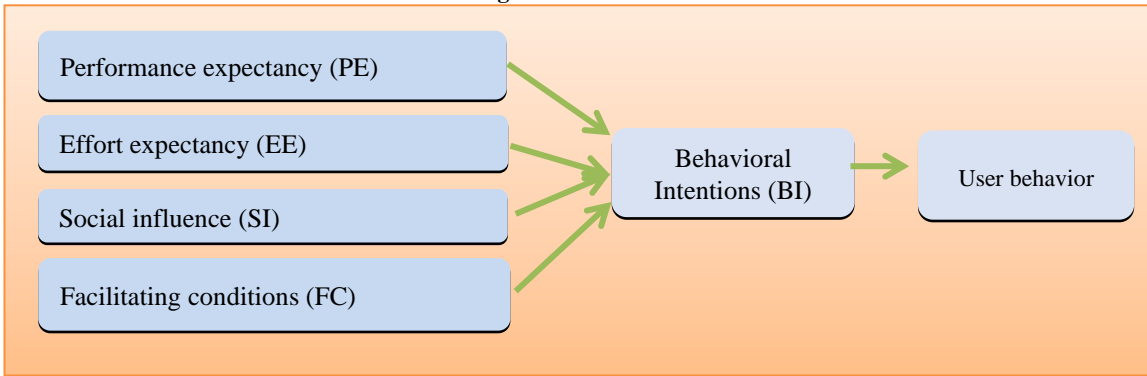 Performance expectancy (PE)
Effort expectancy (EE)
Social influence (SI)
Facilitating conditions (FC)
Behavioral
Intentions (BI)
User behavior